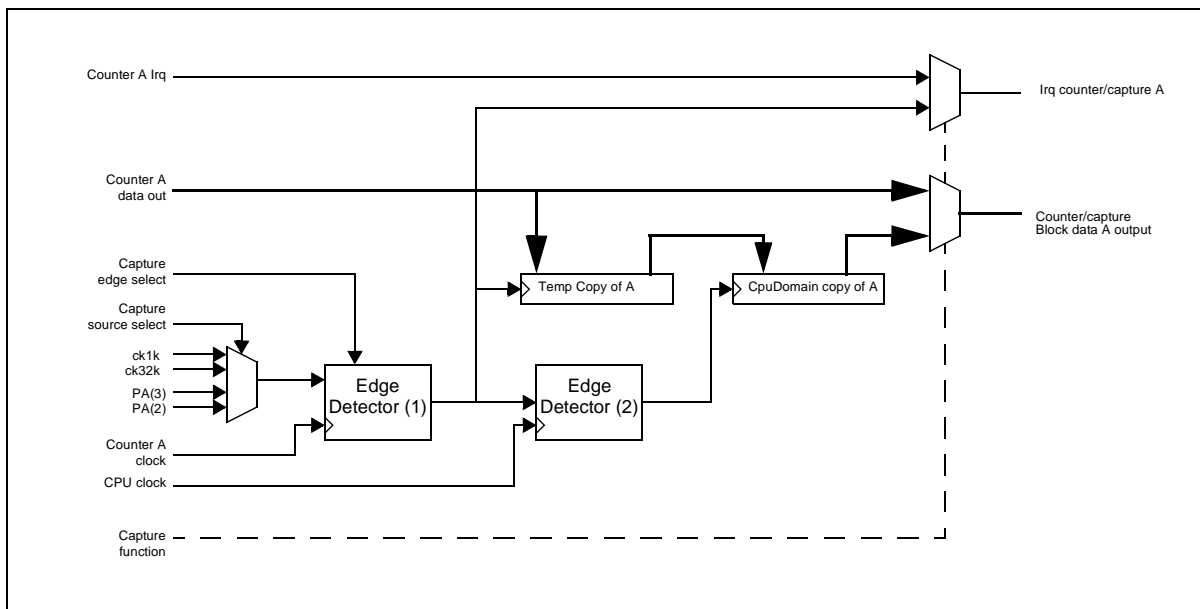 Counter A Irq
Irq counter/capture A
Counter A
data out
Counter/capture
Block data A output
Capture
edge select
Temp Copy of A
CpuDomain copy of A
Capture
source select
ck1k
ck32k
PA(3)
PA(2)
Edge
Detector (1)
Edge
Detector (2)
Counter A
clock
CPU clock
Capture
function